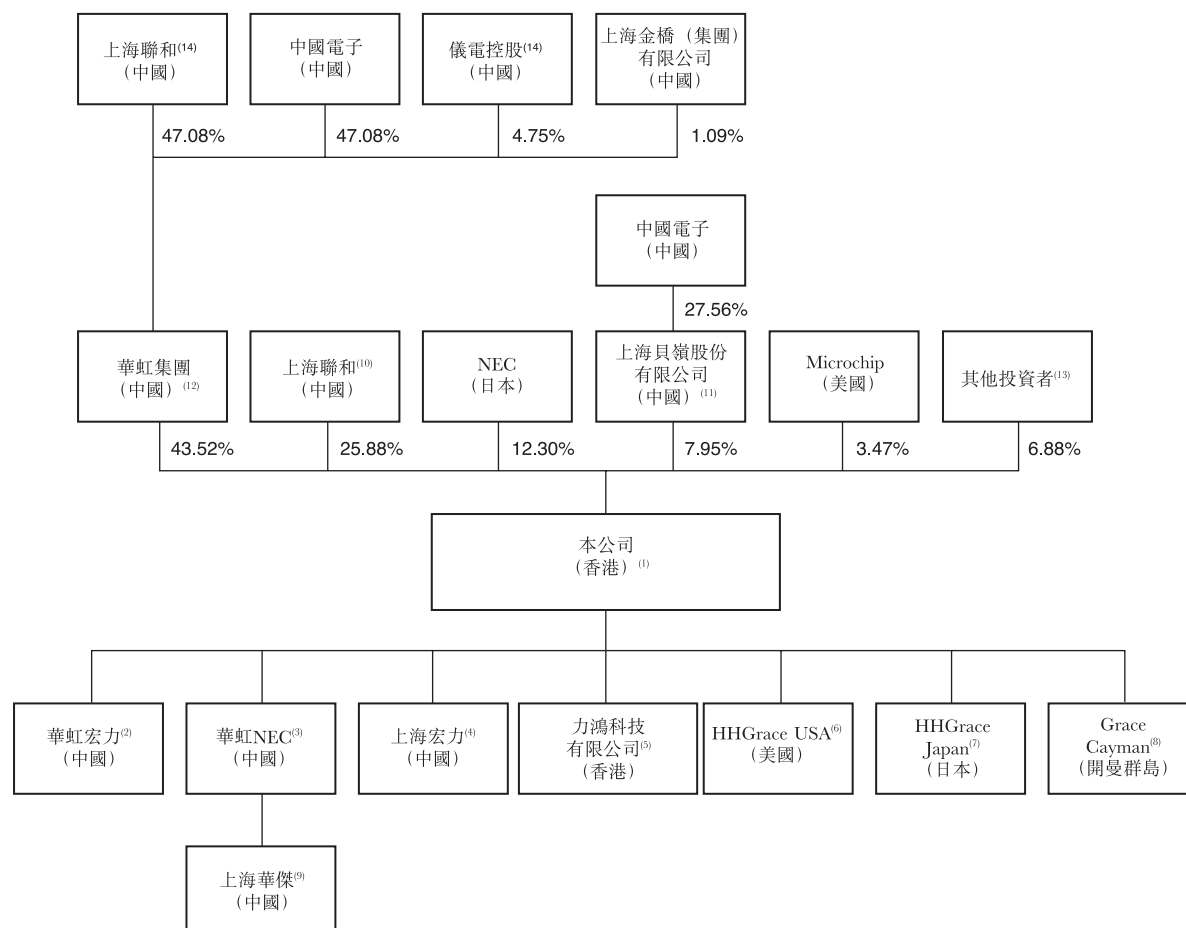 上海聯和(14)
(中國)
中國電子
(中國)
儀電控股(14)
(中國)
上海金橋(集團)
有限公司
(中國)
47.08%
47.08%
4.75%
1.09%
中國電子
(中國)
27.56%
華虹集團
(中國)(12)
上海聯和(10)
(中國)
NEC
(日本)
上海貝嶺股份
有限公司
(中國)(11)
Microchip
(美國)
其他投資者(13)
43.52%
25.88%
12.30%
7.95%
3.47%
6.88%
本公司
(香港)(1)
華虹宏力(2)
(中國)
華虹NEC(3)
(中國)
上海宏力(4)
(中國)
力鴻科技
有限公司(5)
(香港)
HHGrace USA(6)
(美國)
HHGrace
Japan(7)
(日本)
Grace
Cayman(8)
(開曼群島)
上海華傑(9)
(中國)